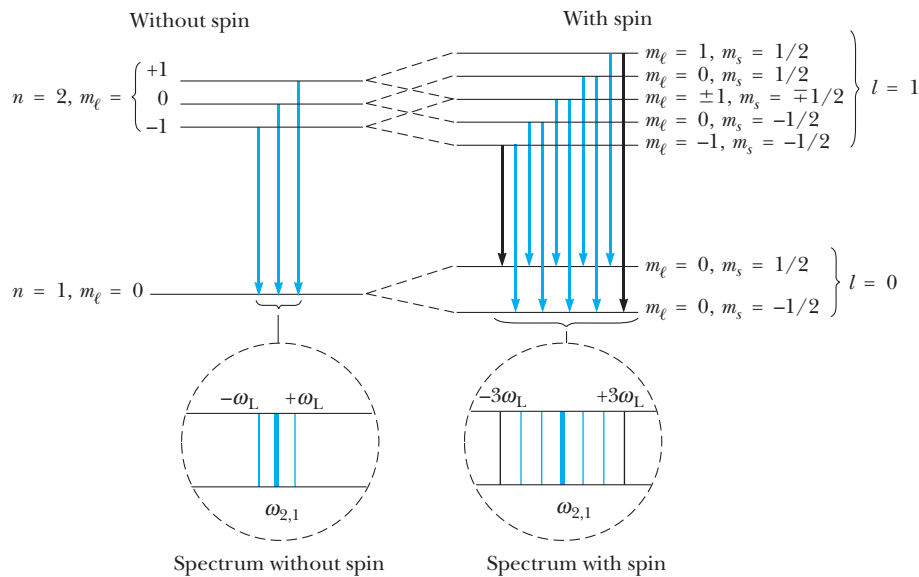 Without spin
With spin
n = 2, mℓ =
+1
0
−1
mℓ = 1, ms = 1/2
mℓ = 0, ms = 1/2
mℓ = ±1, ms = ∓1/2
mℓ = 0, ms = −1/2
mℓ = −1, ms = −1/2
l = 1
n = 1, mℓ = 0
mℓ = 0, ms = 1/2
mℓ = 0, ms = −1/2
l = 0
−ωL +ωL
ω2,1
Spectrum without spin
−3ωL +3ωL
ω2,1
Spectrum with spin